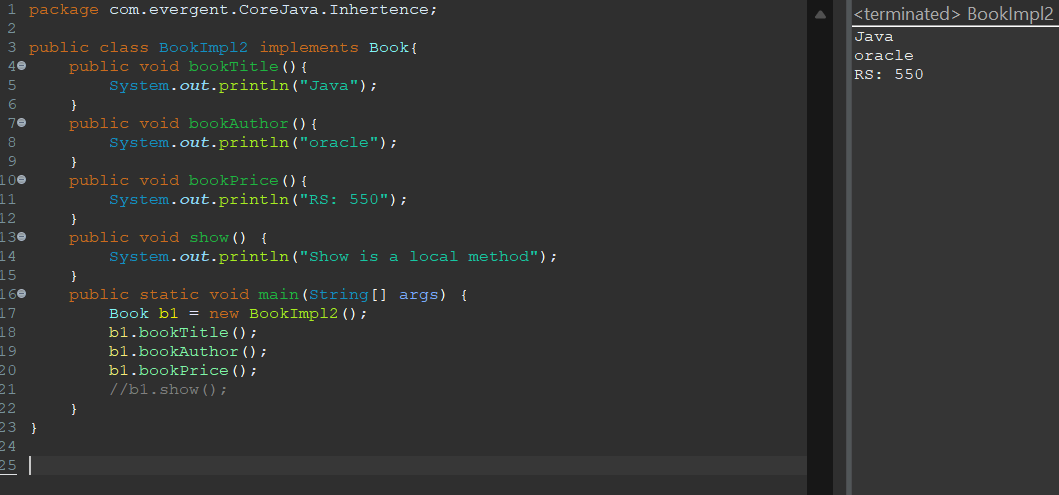 1 package com.evergent.CoreJava.Inhertence;
2
3 public class BookImpl2 implements Book{
4 public void bookTitle(){
5 System.out.println("Java");
6 }
7 public void bookAuthor(){
8 System.out.println("oracle");
9 }
10 public void bookPrice(){
11 System.out.println("RS: 550");
12 }
13 public void show() {
14 System.out.println("Show is a local method");
15 }
16 public static void main(String[] args) {
17 Book b1 = new BookImpl2();
18 b1.bookTitle();
19 b1.bookAuthor();
20 b1.bookPrice();
21 //b1.show();
22 }
23 }
24
25
<terminated> BookImpl2
Java
oracle
RS: 550